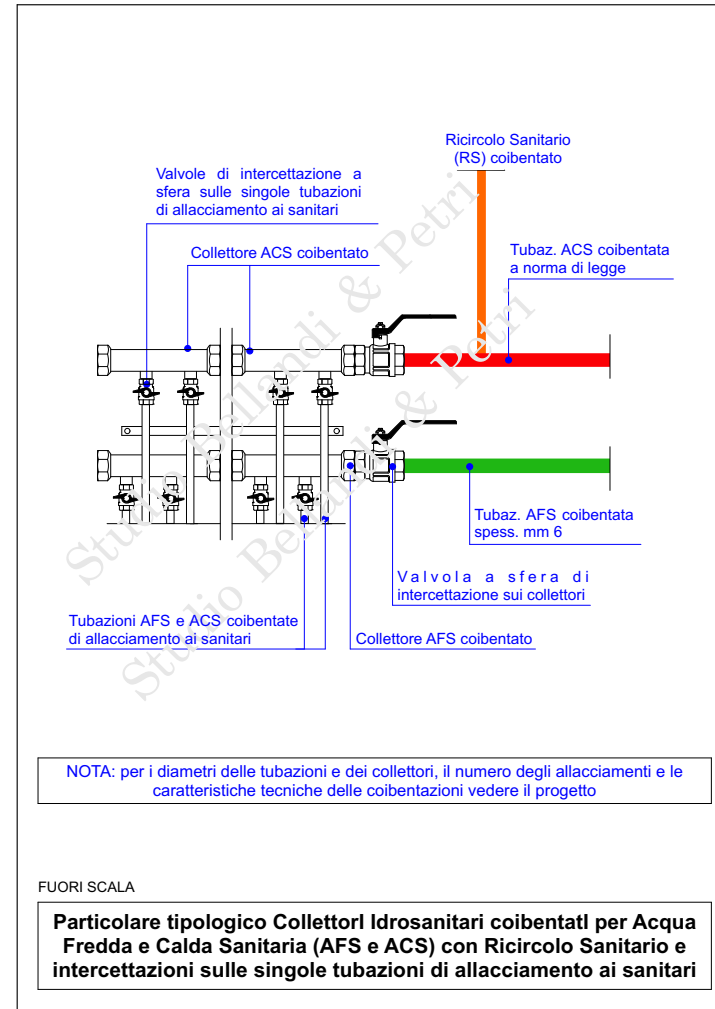 Ricircolo Sanitario
(RS) coibentato
Valvole di intercettazione a
sfera sulle singole tubazioni
di allacciamento ai sanitari
Collettore ACS coibentato
Tubaz. ACS coibentata
a norma di legge
Tubaz. AFS coibentata
spess. mm 6
Valvola a sfera di
intercettazione sui collettori
Tubazioni AFS e ACS coibentate
di allacciamento ai sanitari
Collettore AFS coibentato
Studio Bellandi & Petri
Studio Bellandi & Petri
NOTA: per i diametri delle tubazioni e dei collettori, il numero degli allacciamenti e le
caratteristiche tecniche delle coibentazioni vedere il progetto
FUORI SCALA
Particolare tipologico CollettorI Idrosanitari coibentatI per Acqua
Fredda e Calda Sanitaria (AFS e ACS) con Ricircolo Sanitario e
intercettazioni sulle singole tubazioni di allacciamento ai sanitari